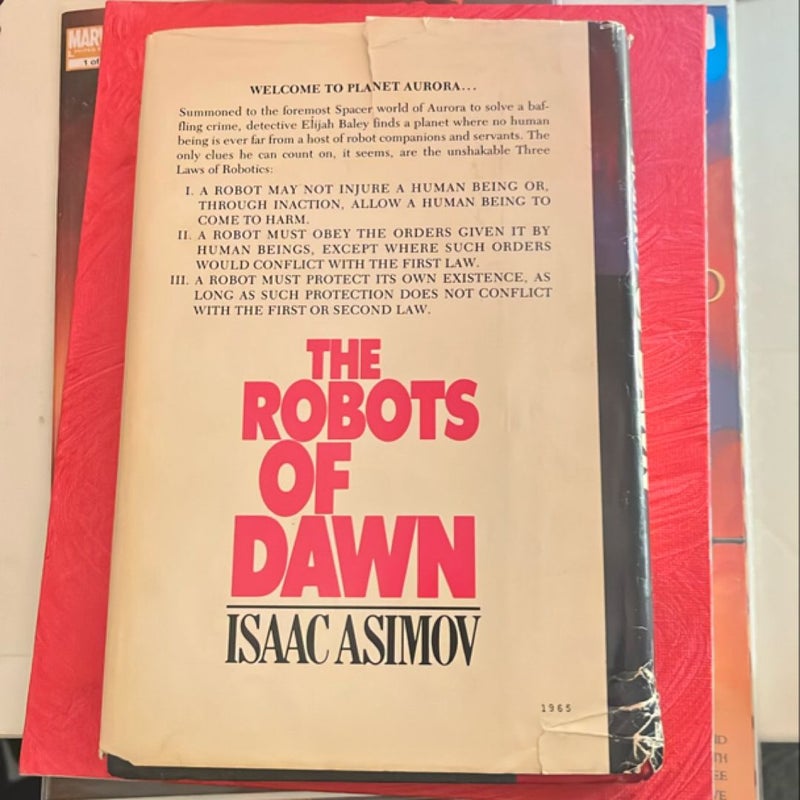 MAR
1 of
WELCOME TO PLANET AURORA...
Summoned to the foremost Spacer world of Aurora to solve a baf-
fling crime, detective Elijah Baley finds a planet where no human
being is ever far from a host of robot companions and servants. The
only clues he can count on, it seems, are the unshakable Three
Laws of Robotics:
I. A ROBOT MAY NOT INJURE A HUMAN BEING OR,
THROUGH INACTION, ALLOW A HUMAN BEING TO
COME TO HARM.
II. A ROBOT MUST OBEY THE ORDERS GIVEN IT BY
HUMAN BEINGS, EXCEPT WHERE SUCH ORDERS
WOULD CONFLICT WITH THE FIRST LAW.
III. A ROBOT MUST PROTECT ITS OWN EXISTENCE, AS
LONG AS SUCH PROTECTION DOES NOT CONFLICT
WITH THE FIRST OR SECOND LAW.
THE
ROBOTS
OF
DAWN
ISAAC ASIMOV
1965